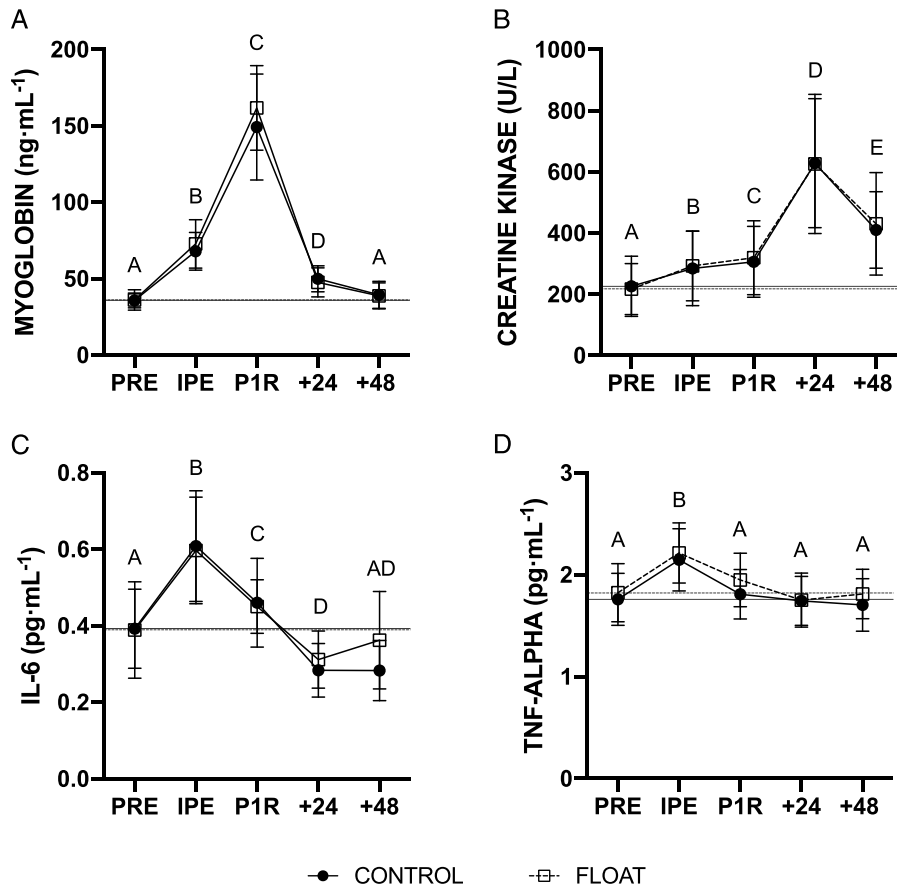 A
MYOGLOBIN (ng·mL⁻¹)
200
150
100
50
0
A
B
C
D
A
PRE IPE P1R +24 +48
B
CREATINE KINASE (U/L)
1000
800
600
400
200
0
A
B
C
D
E
PRE IPE P1R +24 +48
C
IL-6 (pg·mL⁻¹)
0.8
0.6
0.4
0.2
0.0
A
B
C
D
AD
PRE IPE P1R +24 +48
D
TNF-ALPHA (pg·mL⁻¹)
3
2
1
0
A
B
A
A
A
PRE IPE P1R +24 +48
CONTROL FLOAT